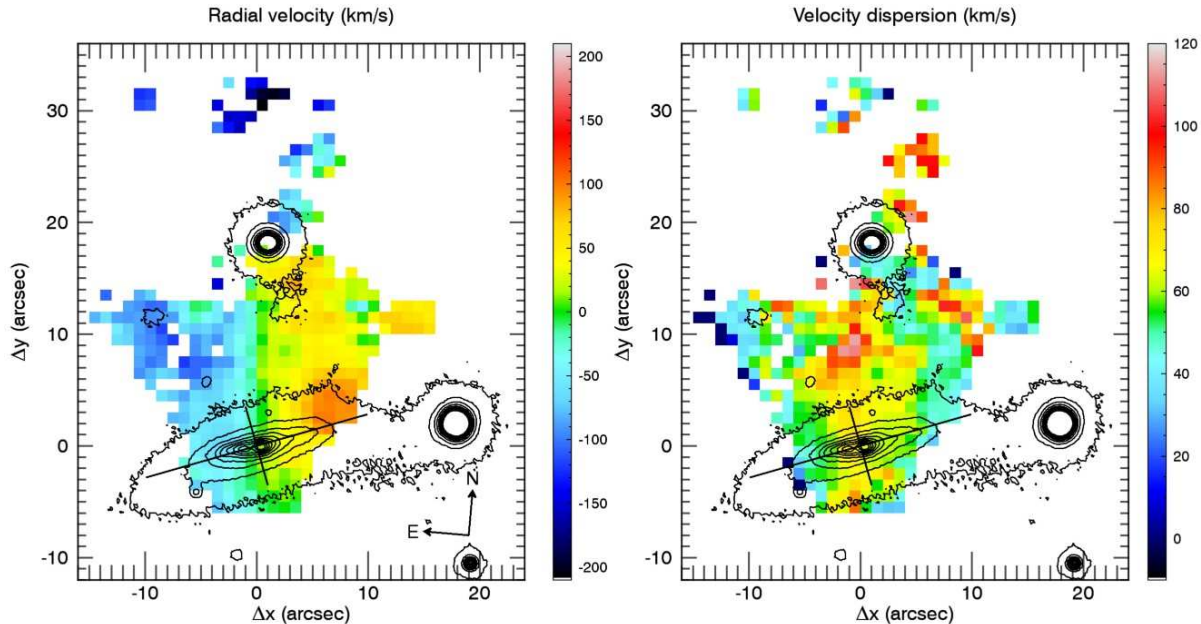 Radial velocity (km/s)
Velocity dispersion (km/s)
200
150
100
50
0
-50
-100
-150
-200
30
20
10
0
-10
-10 0 10 20
Δx (arcsec)
Δy (arcsec)
N
E
120
100
80
60
40
20
0
30
20
10
0
-10
-10 0 10 20
Δx (arcsec)
Δy (arcsec)